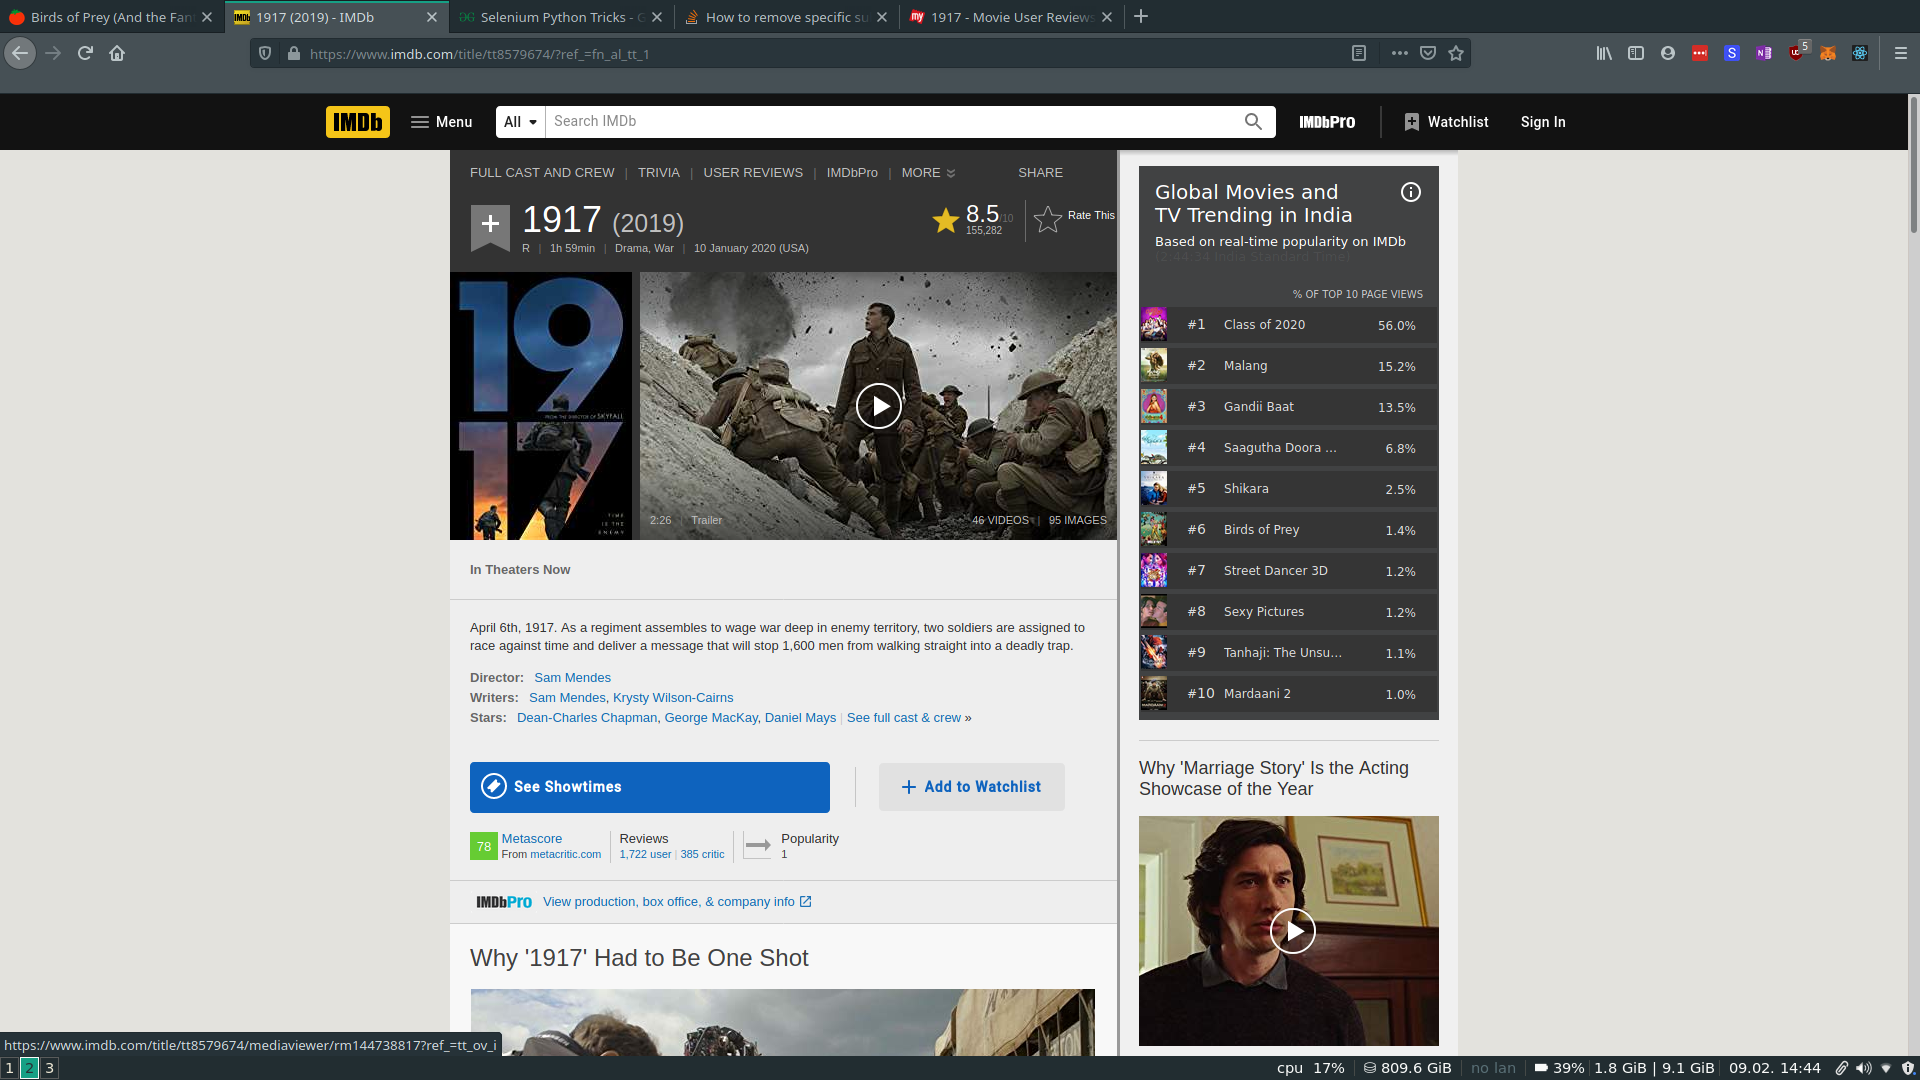 Birds of Prey (And the Fan
1917 (2019) - IMDb
Selenium Python Tricks - G
How to remove specific su
1917 - Movie User Reviews
https://www.imdb.com/title/tt8579674/?ref_=fn_al_tt_1
5
IMDb
Menu
All
Search IMDb
IMDbPro
Watchlist
Sign In
FULL CAST AND CREW | TRIVIA | USER REVIEWS | IMDbPro | MORE
SHARE
1917 (2019)
R | 1h 59min | Drama, War | 10 January 2020 (USA)
8.5/10
155,282
Rate This
19
FROM THE DIRECTOR OF SKYFALL
17
TIME
IS THE
ENEMY
2:26 | Trailer
46 VIDEOS | 95 IMAGES
In Theaters Now
April 6th, 1917. As a regiment assembles to wage war deep in enemy territory, two soldiers are assigned to
race against time and deliver a message that will stop 1,600 men from walking straight into a deadly trap.
Director: Sam Mendes
Writers: Sam Mendes, Krysty Wilson-Cairns
Stars: Dean-Charles Chapman, George MacKay, Daniel Mays | See full cast & crew »
See Showtimes
Add to Watchlist
78
Metascore
From metacritic.com
Reviews
1,722 user | 385 critic
Popularity
1
IMDbPro View production, box office, & company info
Why '1917' Had to Be One Shot
Global Movies and
TV Trending in India
Based on real-time popularity on IMDb
(2:44:34 India Standard Time)
% OF TOP 10 PAGE VIEWS
#1 Class of 2020 56.0%
#2 Malang 15.2%
#3 Gandii Baat 13.5%
#4 Saagutha Doora ... 6.8%
#5 Shikara 2.5%
#6 Birds of Prey 1.4%
#7 Street Dancer 3D 1.2%
#8 Sexy Pictures 1.2%
#9 Tanhaji: The Unsu... 1.1%
#10 Mardaani 2 1.0%
Why 'Marriage Story' Is the Acting
Showcase of the Year
https://www.imdb.com/title/tt8579674/mediaviewer/rm144738817?ref_=tt_ov_i
1 2 3
cpu 17% | 809.6 GiB | no lan | 39% | 1.8 GiB | 9.1 GiB | 09.02. 14:44